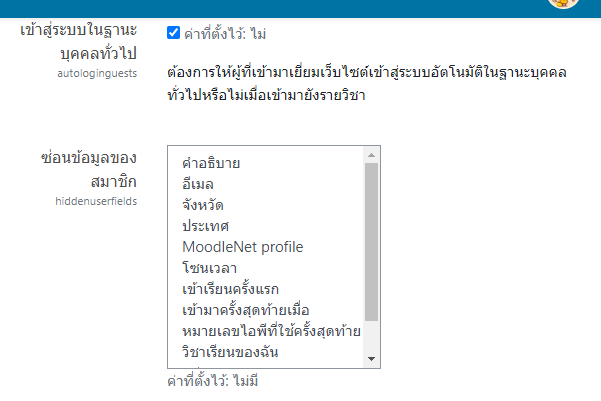 เข้าสู่ระบบในฐานะ
บุคคลทั่วไป
autologinguests
ค่าที่ตั้งไว้: ไม่
ต้องการให้ผู้ที่เข้ามาเยี่ยมเว็บไซต์เข้าสู่ระบบอัตโนมัติในฐานะบุคคล
ทั่วไปหรือไม่เมื่อเข้ามายังรายวิชา
ซ่อนข้อมูลของ
สมาชิก
hiddenuserfields
คำอธิบาย
อีเมล
จังหวัด
ประเทศ
MoodleNet profile
โซนเวลา
เข้าเรียนครั้งแรก
เข้ามาครั้งสุดท้ายเมื่อ
หมายเลขไอพีที่ใช้ครั้งสุดท้าย
วิชาเรียนของฉัน
ค่าที่ตั้งไว้: ไม่มี